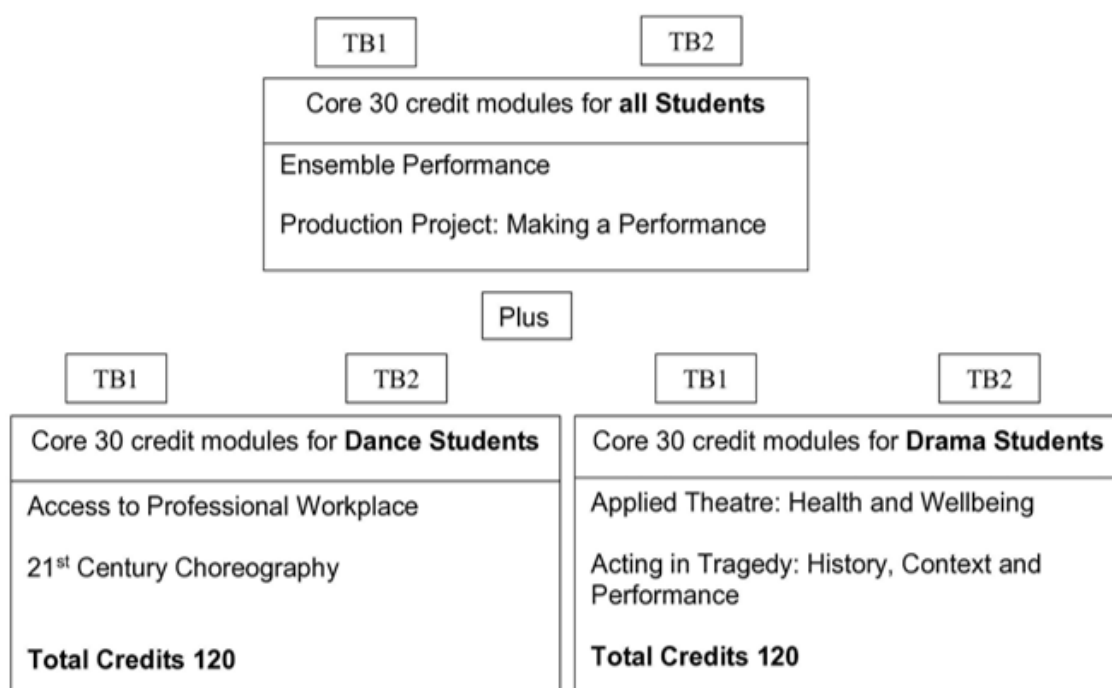 TB1
TB2
Core 30 credit modules for all Students
Ensemble Performance
Production Project: Making a Performance
Plus
TB1
TB2
Core 30 credit modules for Dance Students
Access to Professional Workplace
21st Century Choreography
Total Credits 120
TB1
TB2
Core 30 credit modules for Drama Students
Applied Theatre: Health and Wellbeing
Acting in Tragedy: History, Context and
Performance
Total Credits 120